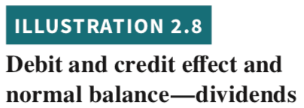 ILLUSTRATION 2.8
Debit and credit effect and
normal balance—dividends